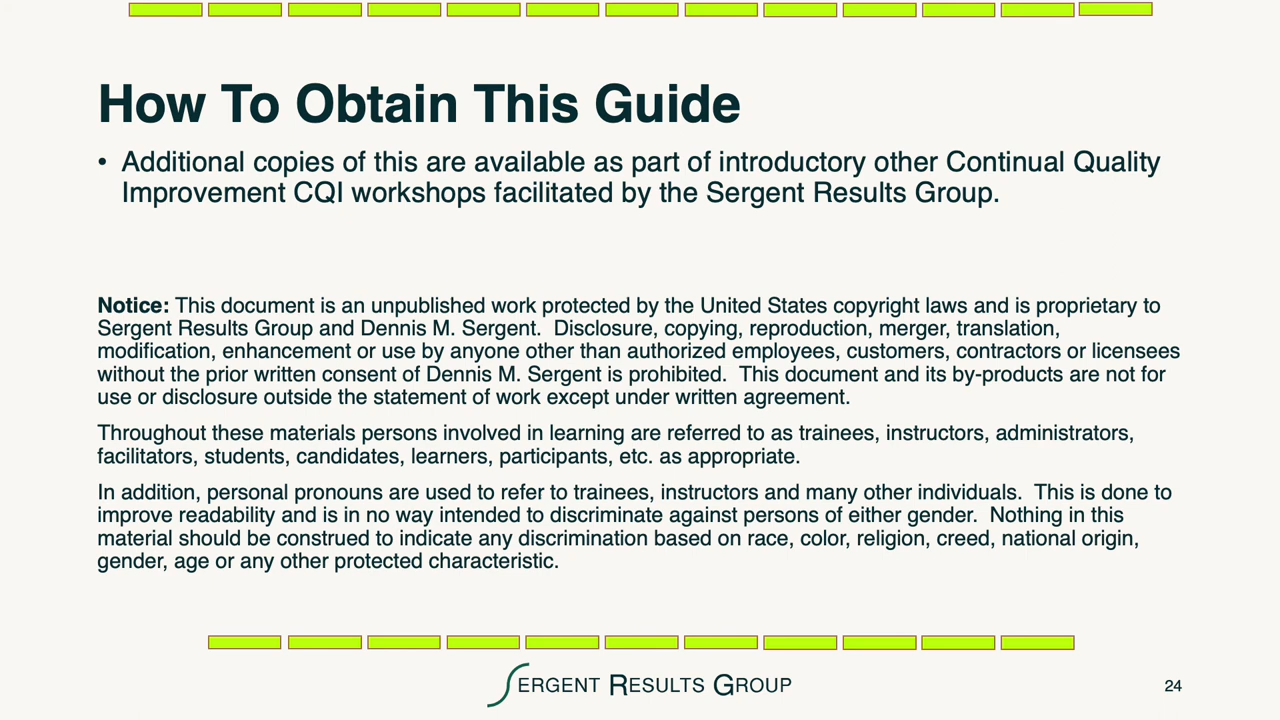 How To Obtain This Guide
• Additional copies of this are available as part of introductory other Continual Quality
Improvement CQI workshops facilitated by the Sergent Results Group.
Notice: This document is an unpublished work protected by the United States copyright laws and is proprietary to
Sergent Results Group and Dennis M. Sergent.  Disclosure, copying, reproduction, merger, translation,
modification, enhancement or use by anyone other than authorized employees, customers, contractors or licensees
without the prior written consent of Dennis M. Sergent is prohibited.  This document and its by-products are not for
use or disclosure outside the statement of work except under written agreement.
Throughout these materials persons involved in learning are referred to as trainees, instructors, administrators,
facilitators, students, candidates, learners, participants, etc. as appropriate.
In addition, personal pronouns are used to refer to trainees, instructors and many other individuals.  This is done to
improve readability and is in no way intended to discriminate against persons of either gender.  Nothing in this
material should be construed to indicate any discrimination based on race, color, religion, creed, national origin,
gender, age or any other protected characteristic.
SERGENT RESULTS GROUP
24